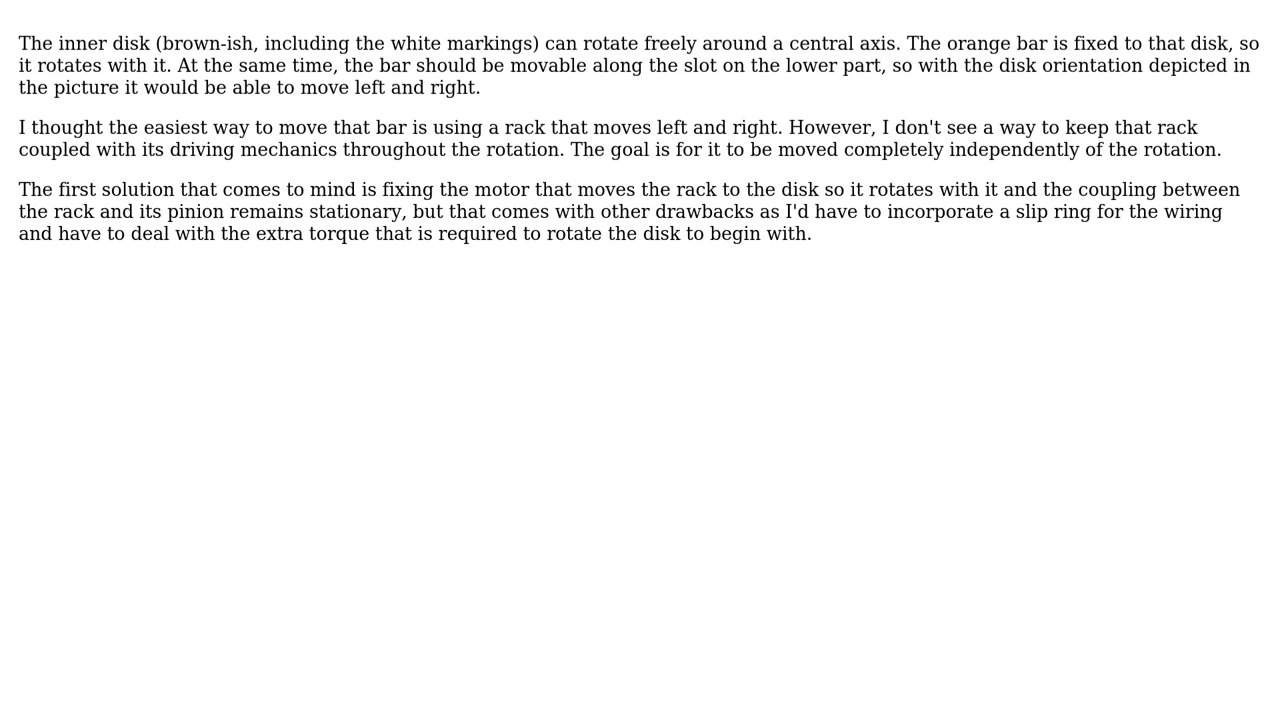 The inner disk (brown-ish, including the white markings) can rotate freely around a central axis. The orange bar is fixed to that disk, so
it rotates with it. At the same time, the bar should be movable along the slot on the lower part, so with the disk orientation depicted in
the picture it would be able to move left and right.
I thought the easiest way to move that bar is using a rack that moves left and right. However, I don't see a way to keep that rack
coupled with its driving mechanics throughout the rotation. The goal is for it to be moved completely independently of the rotation.
The first solution that comes to mind is fixing the motor that moves the rack to the disk so it rotates with it and the coupling between
the rack and its pinion remains stationary, but that comes with other drawbacks as I'd have to incorporate a slip ring for the wiring
and have to deal with the extra torque that is required to rotate the disk to begin with.